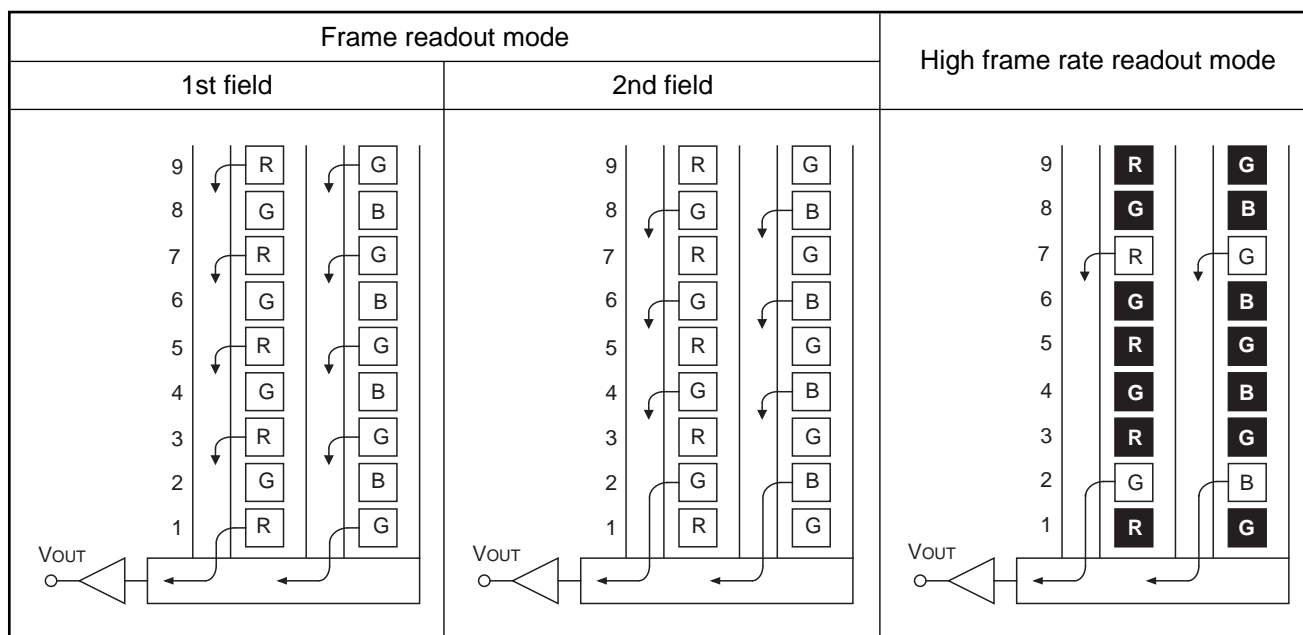 Frame readout mode
High frame rate readout mode
1st field
2nd field
9 R G
8 G B
7 R G
6 G B
5 R G
4 G B
3 R G
2 G B
1 R G
VOUT
9 R G
8 G B
7 R G
6 G B
5 R G
4 G B
3 R G
2 G B
1 R G
VOUT
9 R G
8 G B
7 R G
6 G B
5 R G
4 G B
3 R G
2 G B
1 R G
VOUT